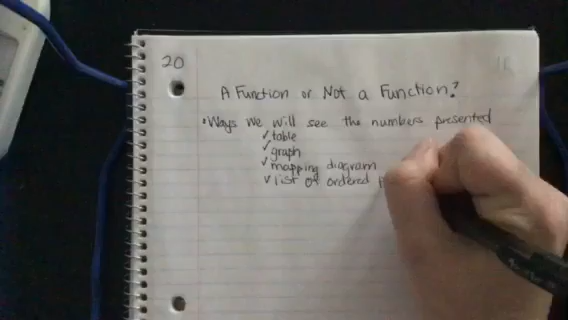 20
A Function or Not a Function?
•Ways we will see the numbers presented
✓table
✓graph
✓mapping diagram
✓list of ordered